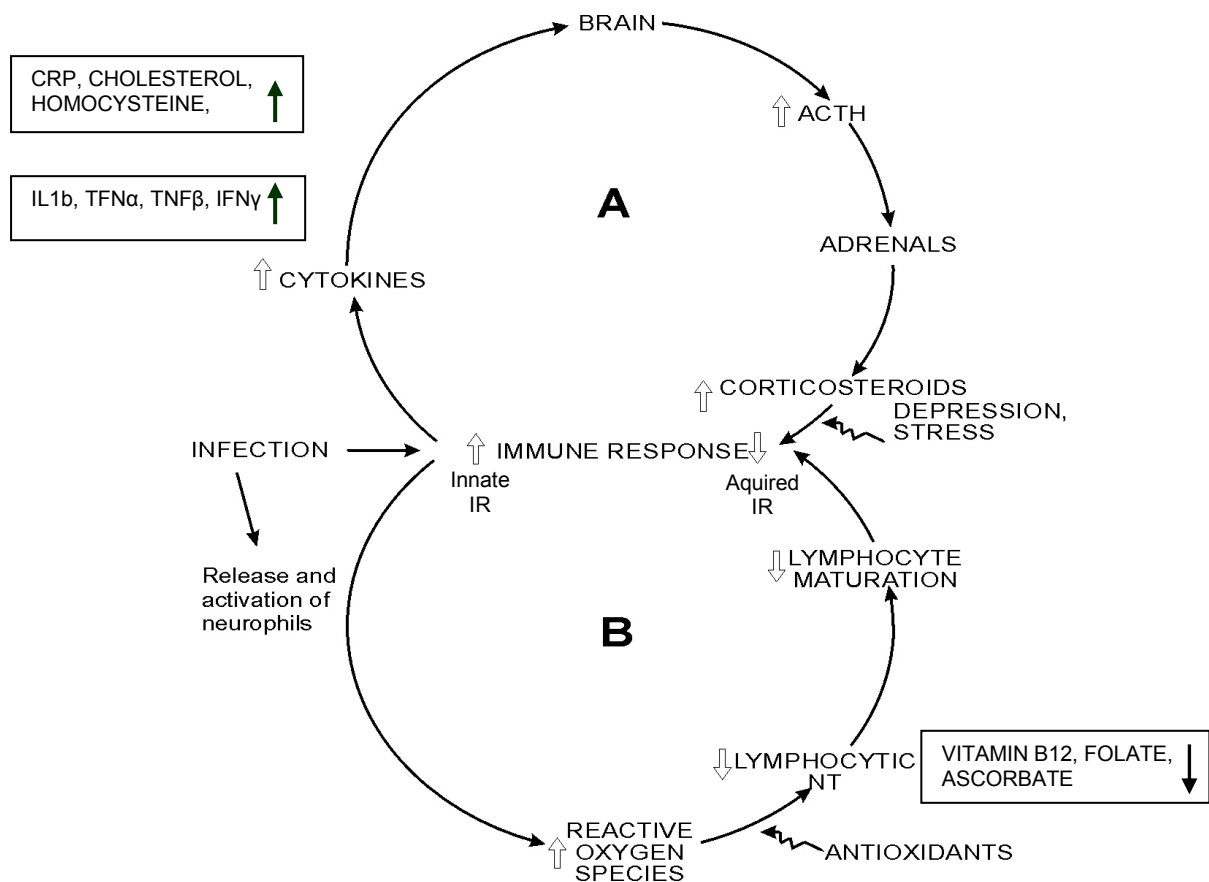 BRAIN
CRP, CHOLESTEROL,
HOMOCYSTEINE,
ACTH
IL1b, TFNα, TNFβ, IFNγ
A
ADRENALS
CYTOKINES
CORTICOSTEROIDS
DEPRESSION,
STRESS
INFECTION
IMMUNE RESPONSE
Innate
IR
Aquired
IR
LYMPHOCYTE
MATURATION
Release and
activation of
neurophils
B
LYMPHOCYTIC
NT
VITAMIN B12, FOLATE,
ASCORBATE
REACTIVE
OXYGEN
SPECIES
ANTIOXIDANTS